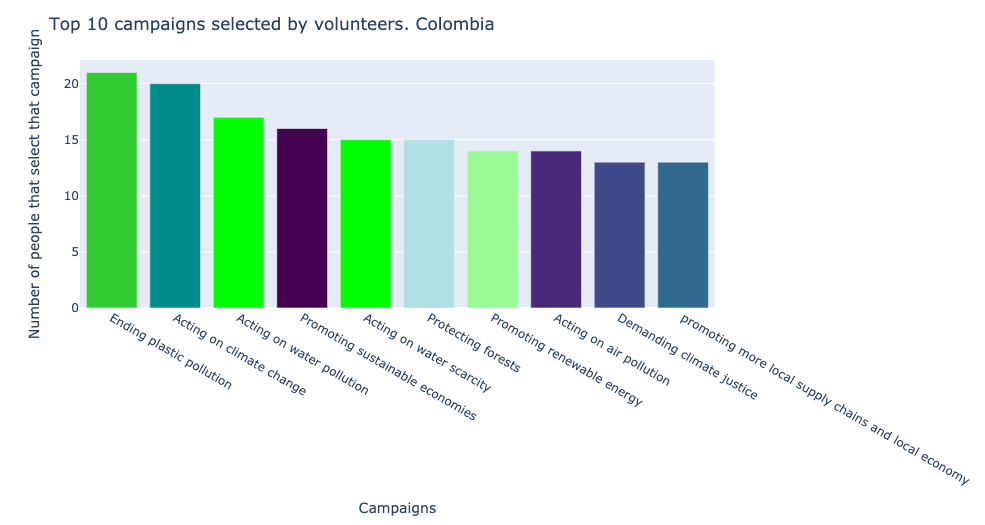 Top 10 campaigns selected by volunteers. Colombia
Number of people that select that campaign
20
15
10
5
0
Ending plastic pollution
Acting on climate change
Acting on water pollution
Promoting sustainable economies
Acting on water scarcity
Protecting forests
Promoting renewable energy
Acting on air pollution
Demanding climate justice
promoting more local supply chains and local economy
Campaigns